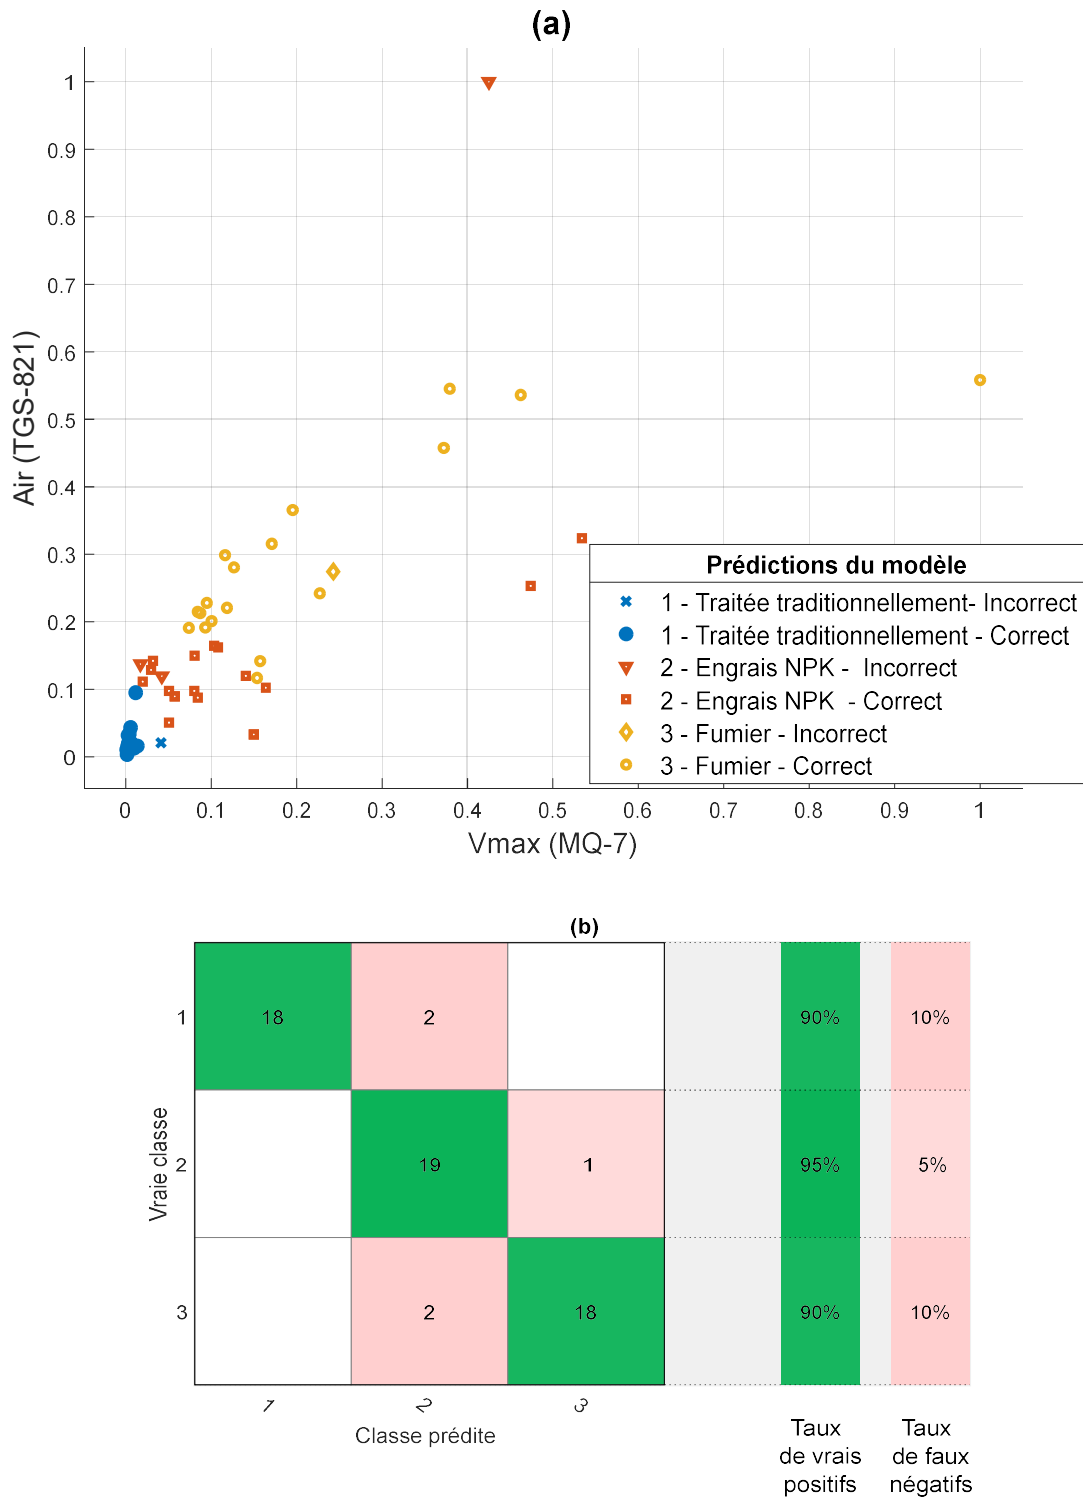 (a)
1
0.9
0.8
0.7
0.6
0.5
0.4
0.3
0.2
0.1
0
Air (TGS-821)
Prédictions du modèle
1 - Traitée traditionnellement- Incorrect
1 - Traitée traditionnellement - Correct
2 - Engrais NPK - Incorrect
2 - Engrais NPK - Correct
3 - Fumier - Incorrect
3 - Fumier - Correct
0 0.1 0.2 0.3 0.4 0.5 0.6 0.7 0.8 0.9 1
Vmax (MQ-7)
(b)
1 18 2 90% 10%
Vraie classe
2 19 1 95% 5%
3 2 18 90% 10%
1 2 3
Classe prédite
Taux
de vrais
positifs
Taux
de faux
négatifs